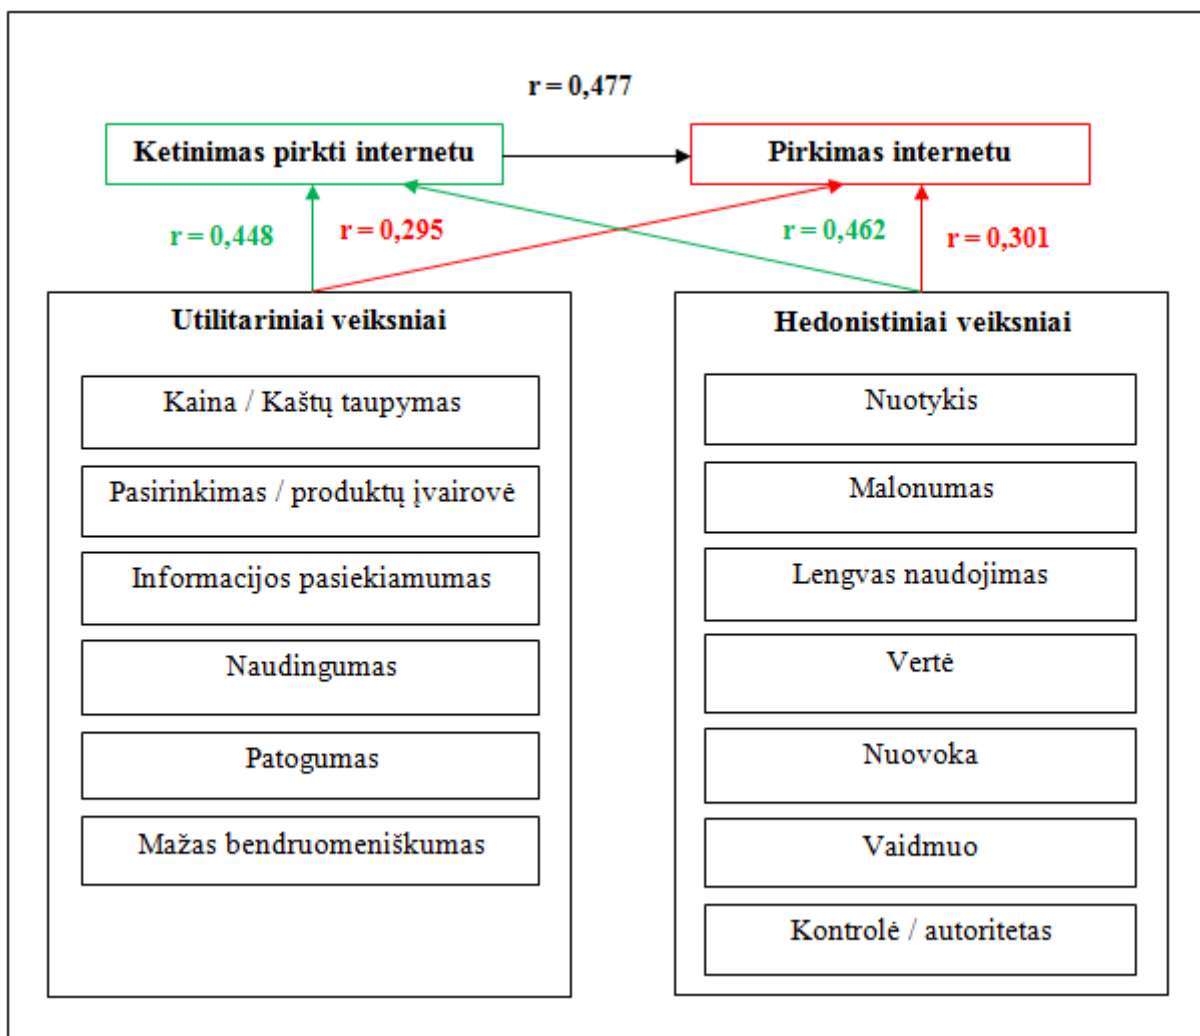 r = 0,477
Ketinimas pirkti internetu
Pirkimas internetu
r = 0,448
r = 0,295
r = 0,462
r = 0,301
Utilitariniai veiksniai
Kaina / Kaštų taupymas
Pasirinkimas / produktų įvairovė
Informacijos pasiekiamumas
Naudingumas
Patogumas
Mažas bendruomeniškumas
Hedonistiniai veiksniai
Nuotykis
Malonumas
Lengvas naudojimas
Vertė
Nuovoka
Vaidmuo
Kontrolė / autoritetas